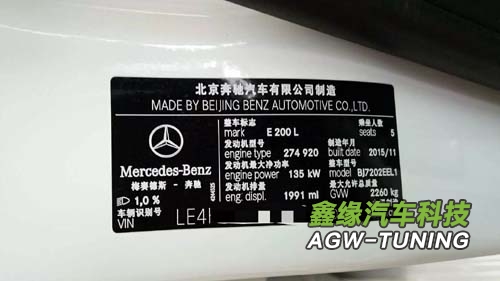 北京奔驰汽车有限公司制造
MADE BY BEIJING BENZ AUTOMOTIVE CO.,LTD.
整车标志 乘坐人数
mark E 200 L seats 5
发动机型号 制造年月
engine type 274 920 built date 2015/11
发动机最大净功率 型号
engine power 135 kW model BJ7202EEL1
发动机排量 最大允许总质量
eng. displ. 1991 ml GVW 2260 kg
Mercedes-Benz
梅赛德斯 - 奔驰
1,0 %
车辆识别号
VIN LE4
鑫缘汽车科技
AGW-TUNING